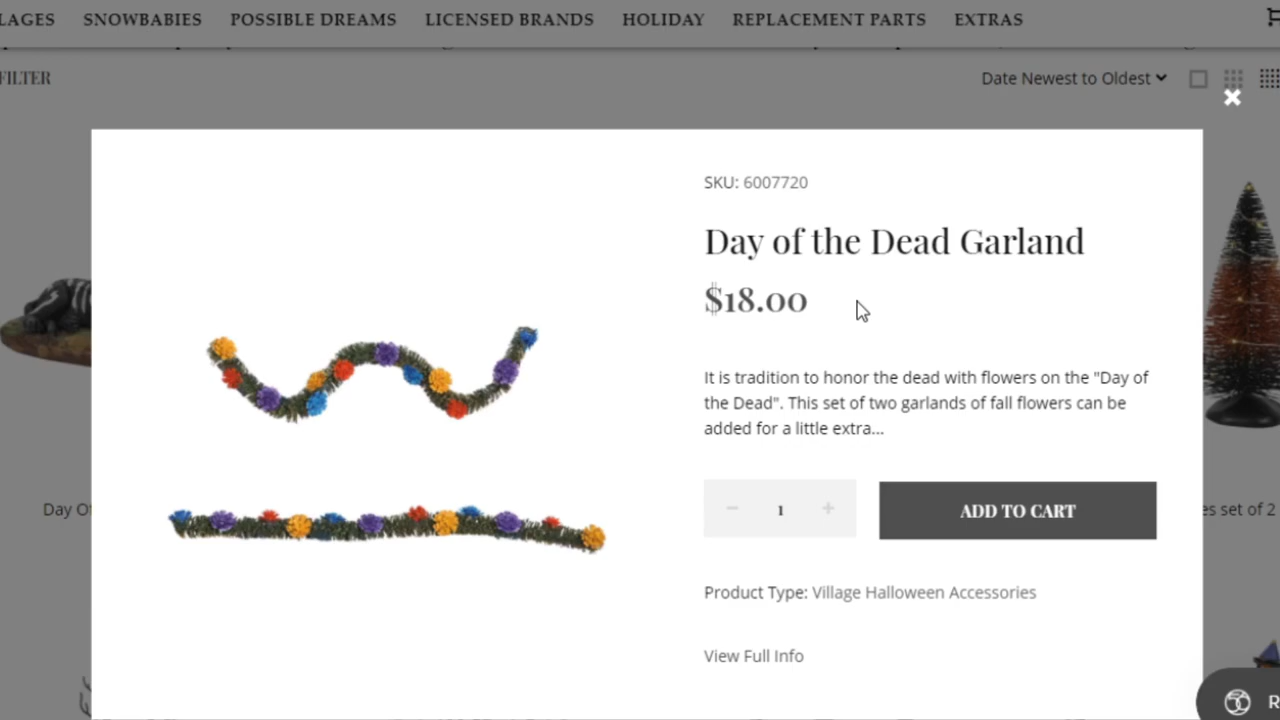 LAGES SNOWBABIES POSSIBLE DREAMS LICENSED BRANDS HOLIDAY REPLACEMENT PARTS EXTRAS
FILTER
Date Newest to Oldest
SKU: 6007720
Day of the Dead Garland
$18.00
It is tradition to honor the dead with flowers on the "Day of
the Dead". This set of two garlands of fall flowers can be
added for a little extra...
− 1 +
ADD TO CART
Day O
es set of 2
Product Type: Village Halloween Accessories
View Full Info
R